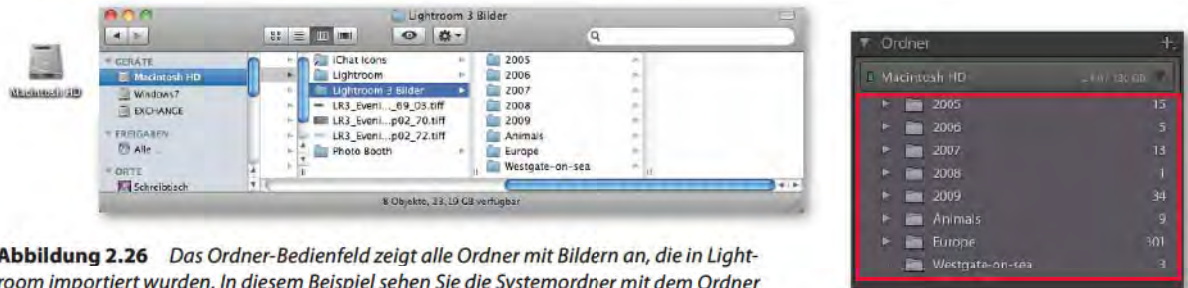 Lightroom 3 Bilder
Macintosh HD
GERÄTE
Macintosh HD
Windows7
EXCHANGE
FREIGABEN
Alle ...
ORTE
Schreibtisch
iChat Icons
Lightroom
Lightroom 3 Bilder
LR3_Eveni..._69_03.tiff
LR3_Eveni...p02_70.tiff
LR3_Eveni...p02_72.tiff
Photo Booth
2005
2006
2007
2008
2009
Animals
Europe
Westgate-on-sea
8 Objekte, 23,19 GB verfügbar
Ordner
Macintosh HD
2005 15
2006 5
2007 13
2008 1
2009 34
Animals 9
Europe 301
Westgate-on-sea 3
Abbildung 2.26 Das Ordner-Bedienfeld zeigt alle Ordner mit Bildern an, die in Light-
room importiert wurden. In diesem Beispiel sehen Sie die Systemordner mit dem Ordner